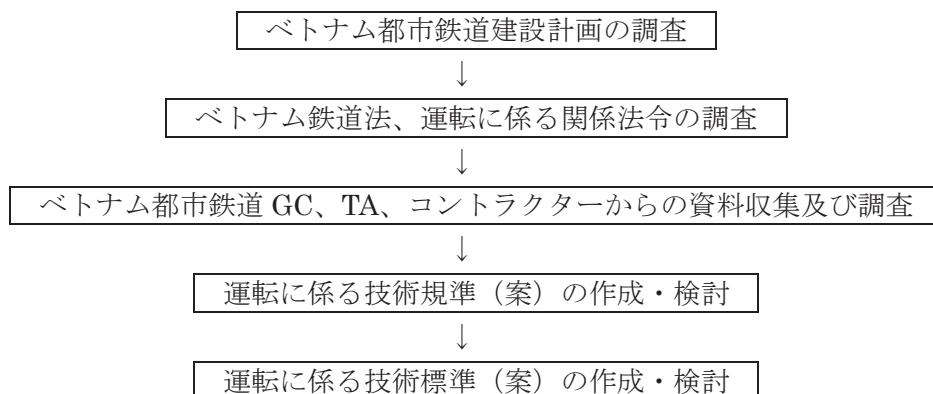 ベトナム都市鉄道建設計画の調査
↓
ベトナム鉄道法、運転に係る関係法令の調査
↓
ベトナム都市鉄道 GC、TA、コントラクターからの資料収集及び調査
↓
運転に係る技術規準（案）の作成・検討
↓
運転に係る技術標準（案）の作成・検討